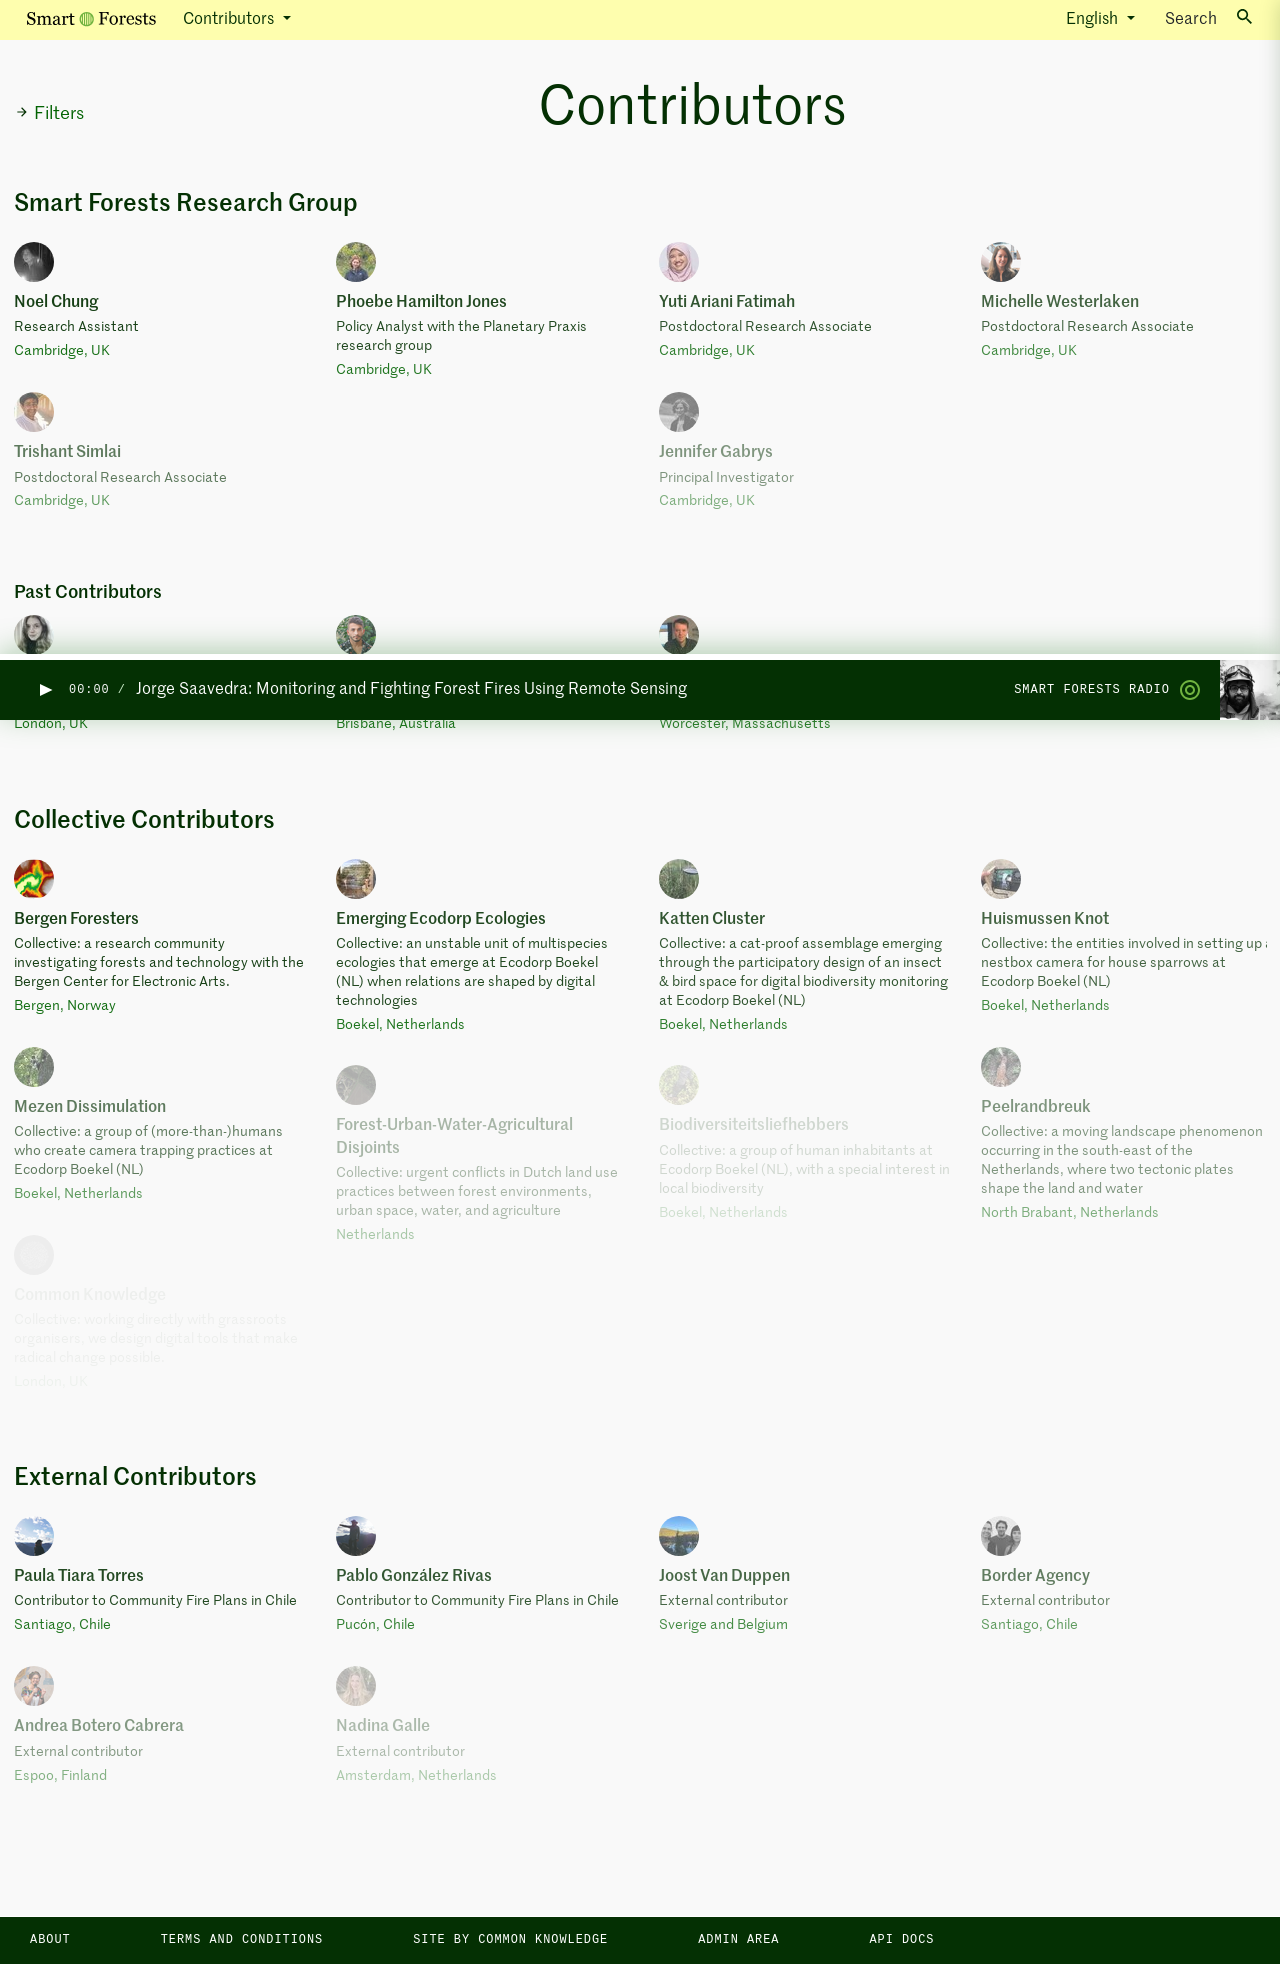 Smart Forests
Contributors
English
Search
→ Filters
Contributors
Smart Forests Research Group
Noel Chung
Research Assistant
Cambridge, UK
Phoebe Hamilton Jones
Policy Analyst with the Planetary Praxis
research group
Cambridge, UK
Yuti Ariani Fatimah
Postdoctoral Research Associate
Cambridge, UK
Michelle Westerlaken
Postdoctoral Research Associate
Cambridge, UK
Trishant Simlai
Postdoctoral Research Associate
Cambridge, UK
Jennifer Gabrys
Principal Investigator
Cambridge, UK
Past Contributors
00:00 /
Jorge Saavedra: Monitoring and Fighting Forest Fires Using Remote Sensing
SMART FORESTS RADIO
London, UK
Brisbane, Australia
Worcester, Massachusetts
Collective Contributors
Bergen Foresters
Collective: a research community
investigating forests and technology with the
Bergen Center for Electronic Arts.
Bergen, Norway
Emerging Ecodorp Ecologies
Collective: an unstable unit of multispecies
ecologies that emerge at Ecodorp Boekel
(NL) when relations are shaped by digital
technologies
Boekel, Netherlands
Katten Cluster
Collective: a cat-proof assemblage emerging
through the participatory design of an insect
& bird space for digital biodiversity monitoring
at Ecodorp Boekel (NL)
Boekel, Netherlands
Huismussen Knot
Collective: the entities involved in setting up a
nestbox camera for house sparrows at
Ecodorp Boekel (NL)
Boekel, Netherlands
Mezen Dissimulation
Collective: a group of (more-than-)humans
who create camera trapping practices at
Ecodorp Boekel (NL)
Boekel, Netherlands
Forest-Urban-Water-Agricultural
Disjoints
Collective: urgent conflicts in Dutch land use
practices between forest environments,
urban space, water, and agriculture
Netherlands
Biodiversiteitsliefhebbers
Collective: a group of human inhabitants at
Ecodorp Boekel (NL), with a special interest in
local biodiversity
Boekel, Netherlands
Peelrandbreuk
Collective: a moving landscape phenomenon
occurring in the south-east of the
Netherlands, where two tectonic plates
shape the land and water
North Brabant, Netherlands
Common Knowledge
Collective: working directly with grassroots
organisers, we design digital tools that make
radical change possible.
London, UK
External Contributors
Paula Tiara Torres
Contributor to Community Fire Plans in Chile
Santiago, Chile
Pablo González Rivas
Contributor to Community Fire Plans in Chile
Pucón, Chile
Joost Van Duppen
External contributor
Sverige and Belgium
Border Agency
External contributor
Santiago, Chile
Andrea Botero Cabrera
External contributor
Espoo, Finland
Nadina Galle
External contributor
Amsterdam, Netherlands
ABOUT
TERMS AND CONDITIONS
SITE BY COMMON KNOWLEDGE
ADMIN AREA
API DOCS